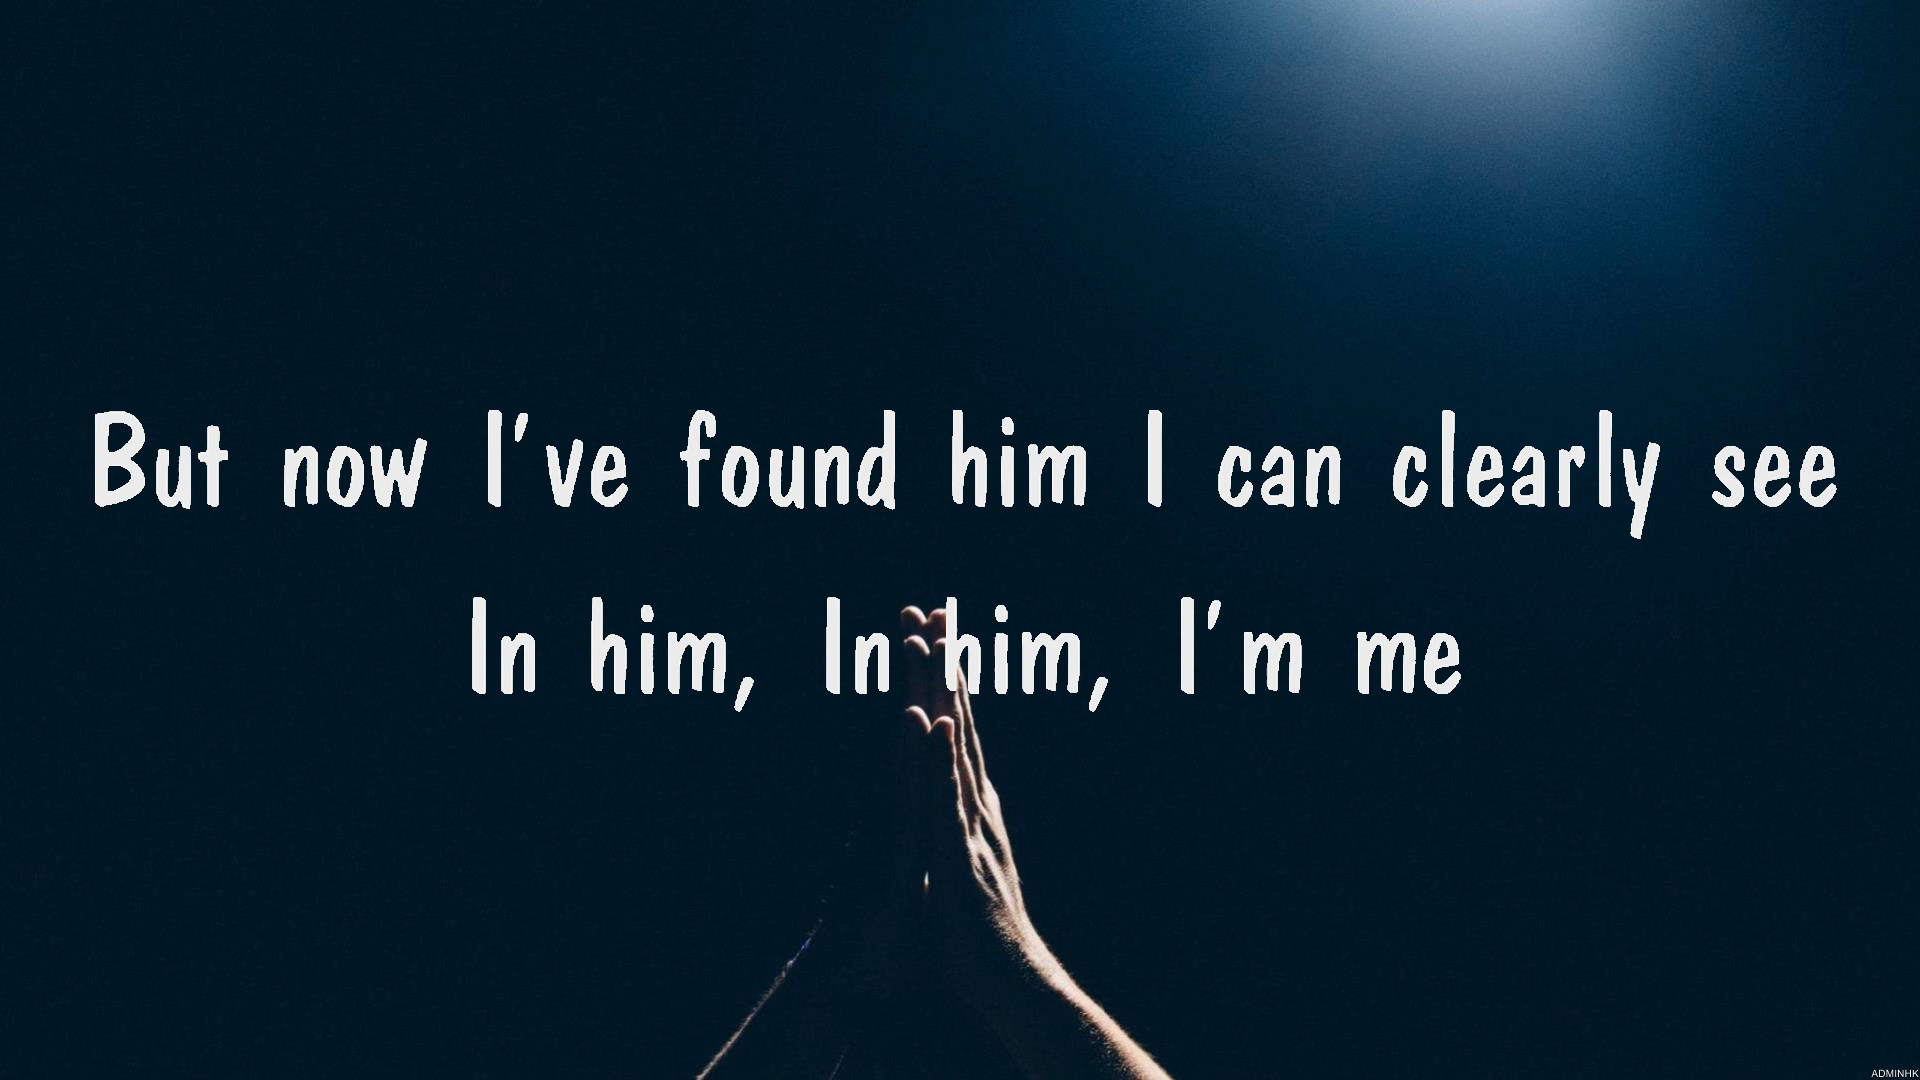 But now I've found him I can clearly see
In him, In him, I'm me
ADMINHK